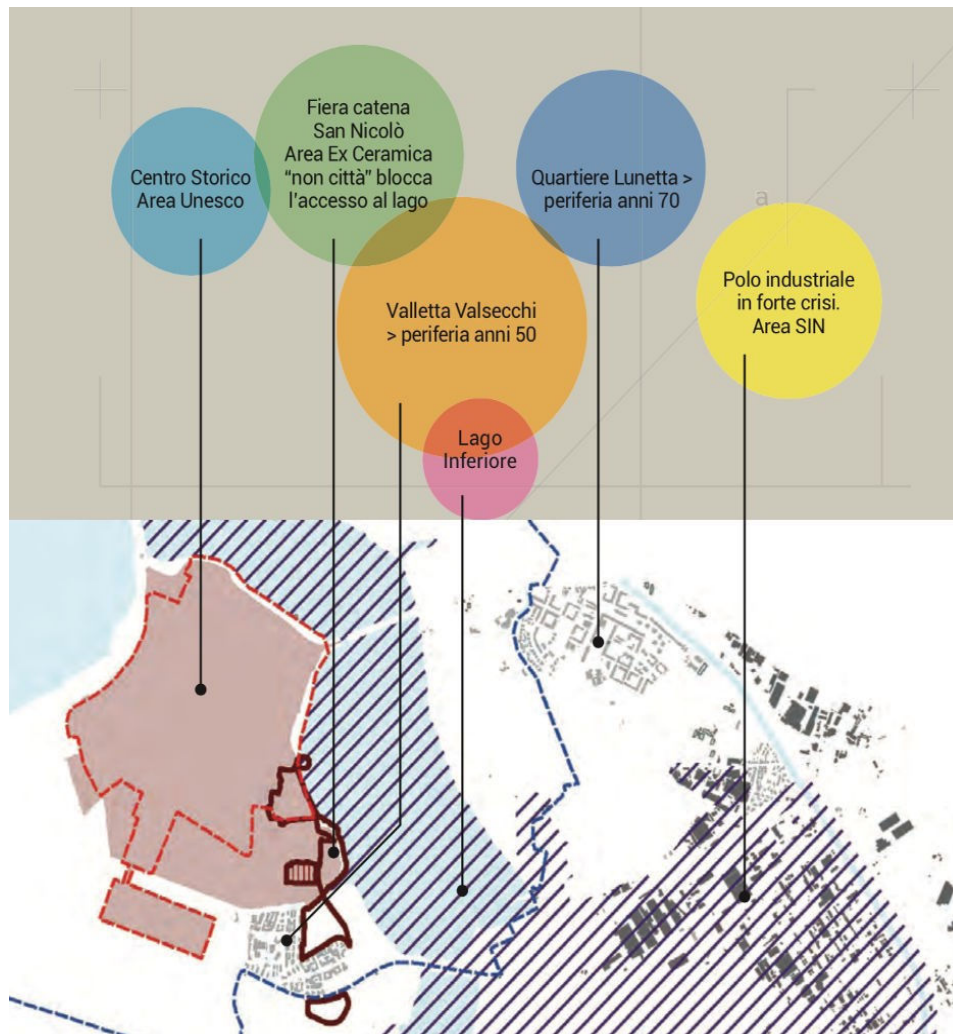 Centro Storico
Area Unesco
Fiera catena
San Nicolò
Area Ex Ceramica
“non città” blocca
l’accesso al lago
Valletta Valsecchi
> periferia anni 50
Lago
Inferiore
Quartiere Lunetta >
periferia anni 70
a
Polo industriale
in forte crisi.
Area SIN